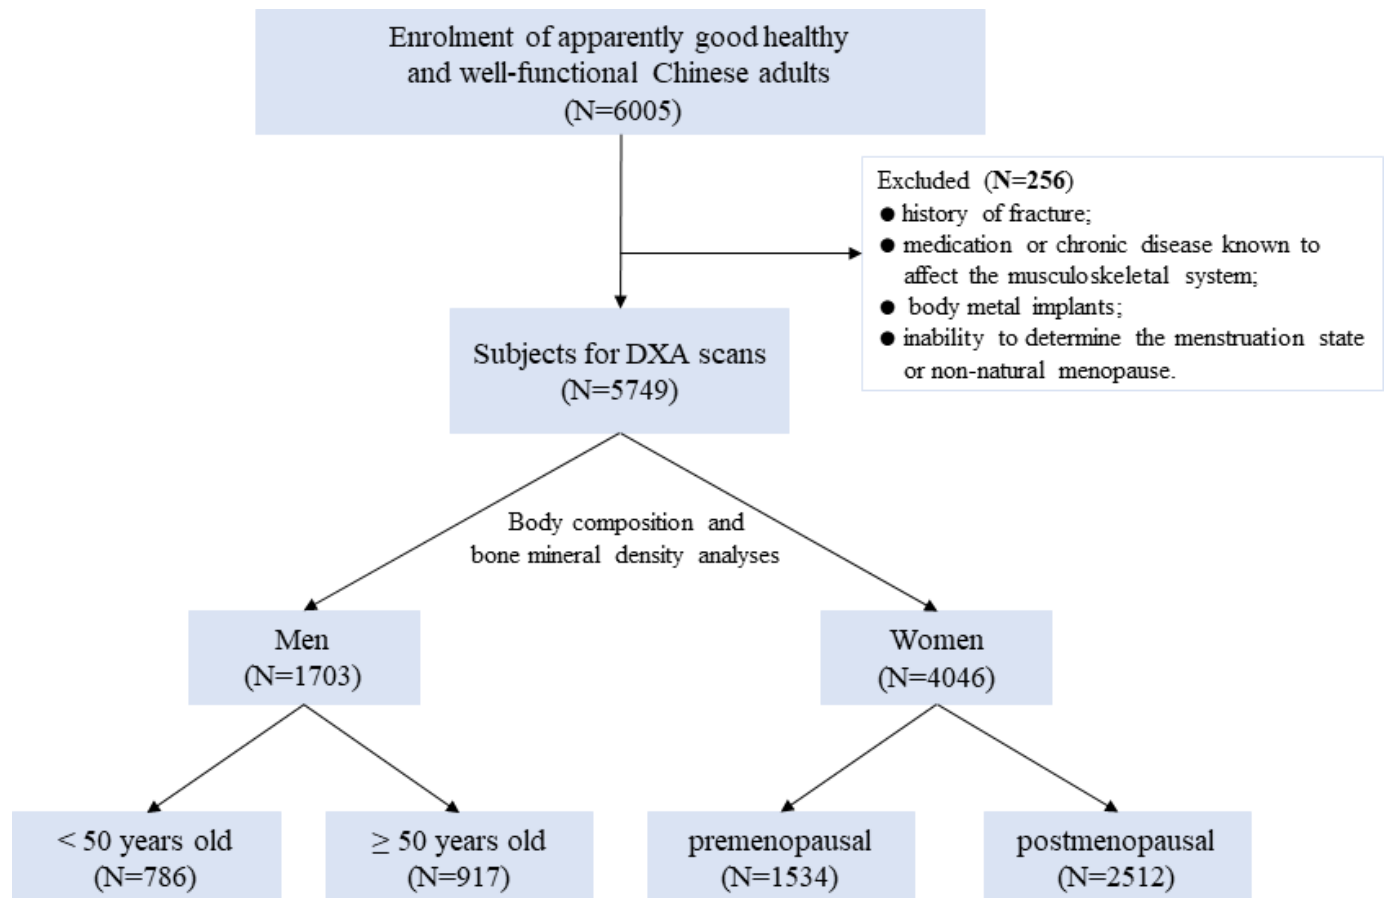 Enrolment of apparently good healthy
and well-functional Chinese adults
(N=6005)
Excluded (N=256)
● history of fracture;
● medication or chronic disease known to
affect the musculoskeletal system;
● body metal implants;
● inability to determine the menstruation state
or non-natural menopause.
Subjects for DXA scans
(N=5749)
Body composition and
bone mineral density analyses
Men
(N=1703)
Women
(N=4046)
< 50 years old
(N=786)
≥ 50 years old
(N=917)
premenopausal
(N=1534)
postmenopausal
(N=2512)